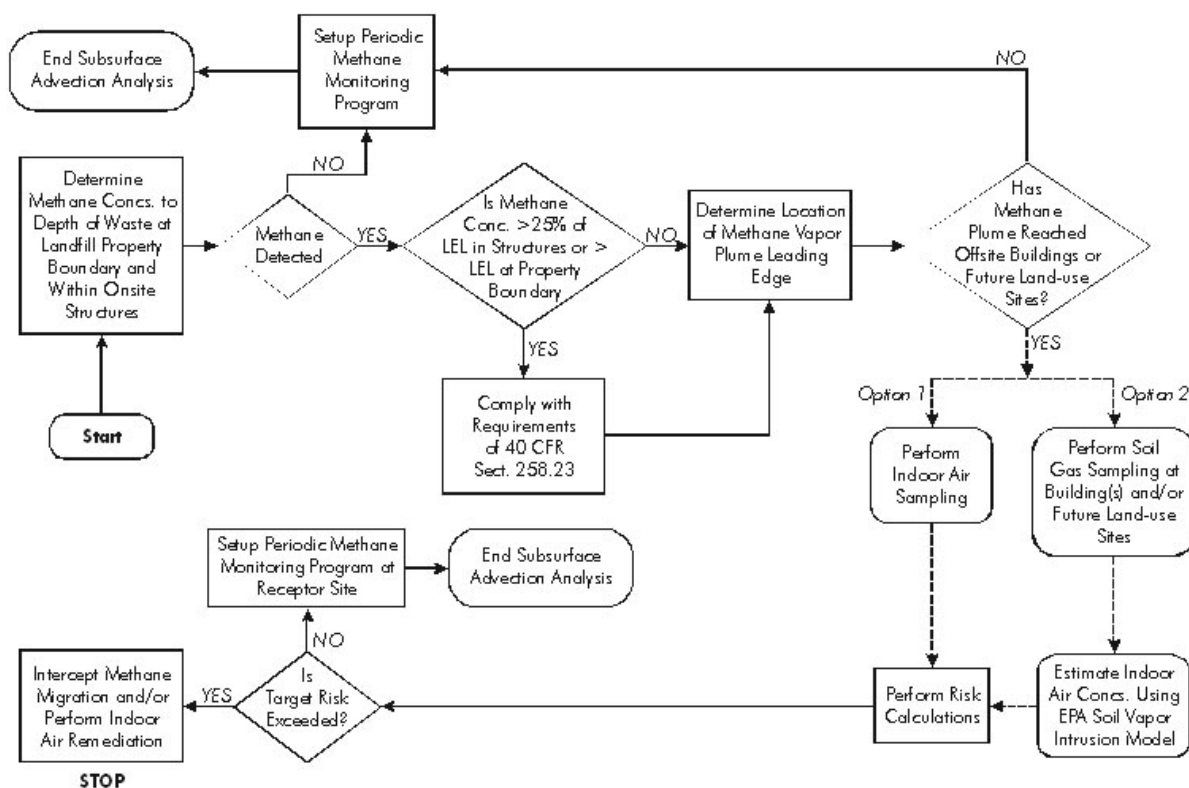 End Subsurface
Advection Analysis
Setup Periodic
Methane
Monitoring
Program
NO
NO
Determine
Methane Concs. to
Depth of Waste at
Landfill Property
Boundary and
Within Onsite
Structures
Methane
Detected
YES
Is Methane
Conc. >25% of
LEL in Structures or >
LEL at Property
Boundary
NO
Determine Location
of Methane Vapor
Plume Leading
Edge
Has
Methane
Plume Reached
Offsite Buildings or
Future Land-use
Sites?
YES
YES
Start
Comply with
Requirements
of 40 CFR
Sect. 258.23
Option 1
Option 2
Perform
Indoor Air
Sampling
Perform Soil
Gas Sampling at
Building(s) and/or
Future Land-use
Sites
Setup Periodic Methane
Monitoring Program at
Receptor Site
End Subsurface
Advection Analysis
NO
Intercept Methane
Migration and/or
Perform Indoor
Air Remediation
YES
Is
Target Risk
Exceeded?
Perform Risk
Calculations
Estimate Indoor
Air Concs. Using
EPA Soil Vapor
Intrusion Model
STOP